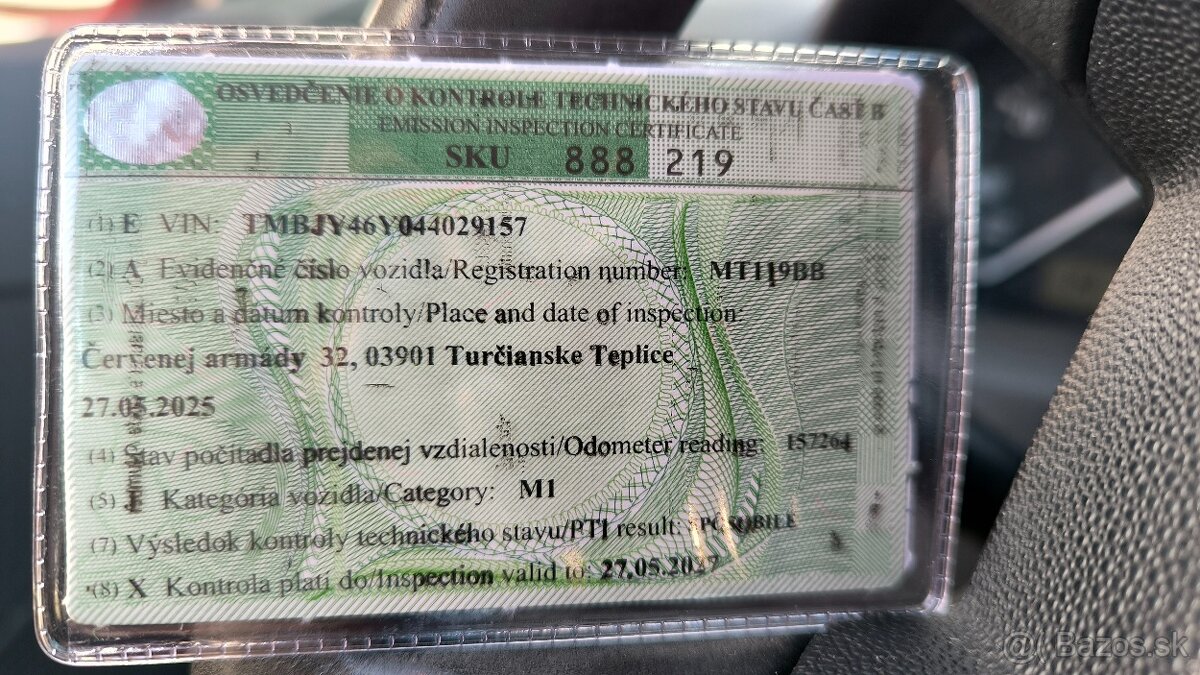 OSVEDČENIE O KONTROLE TECHNICKÉHO STAVU ČASŤ B
EMISSION INSPECTION CERTIFICATE
SKU 888 219
(1) E VIN: TMBJY46Y044029157
(2) A Evidenčné číslo vozidla/Registration number: MT119BB
(3) Miesto a dátum kontroly/Place and date of inspection:
Červenej armády 32, 03901 Turčianske Teplice
27.05.2025
(4) Stav počítadla prejdenej vzdialenosti/Odometer reading: 157264
(5) J Kategória vozidla/Category: M1
(7) Výsledok kontroly technického stavu/PTI result:
(8) X Kontrola platí do/Inspection valid to: 27.05.2027
@ Bazos.sk